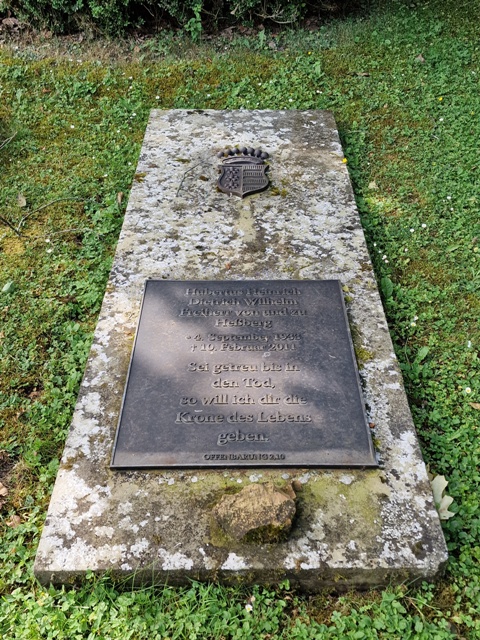 Hubertus Heinrich
Dietrich Wilhelm
Freiherr von und zu
Heßberg
September
† 10. Februar
Sei getreu bis in
den Tod,
so will ich dir die
Krone des Lebens
geben.
OFFENBARUNG 2,10